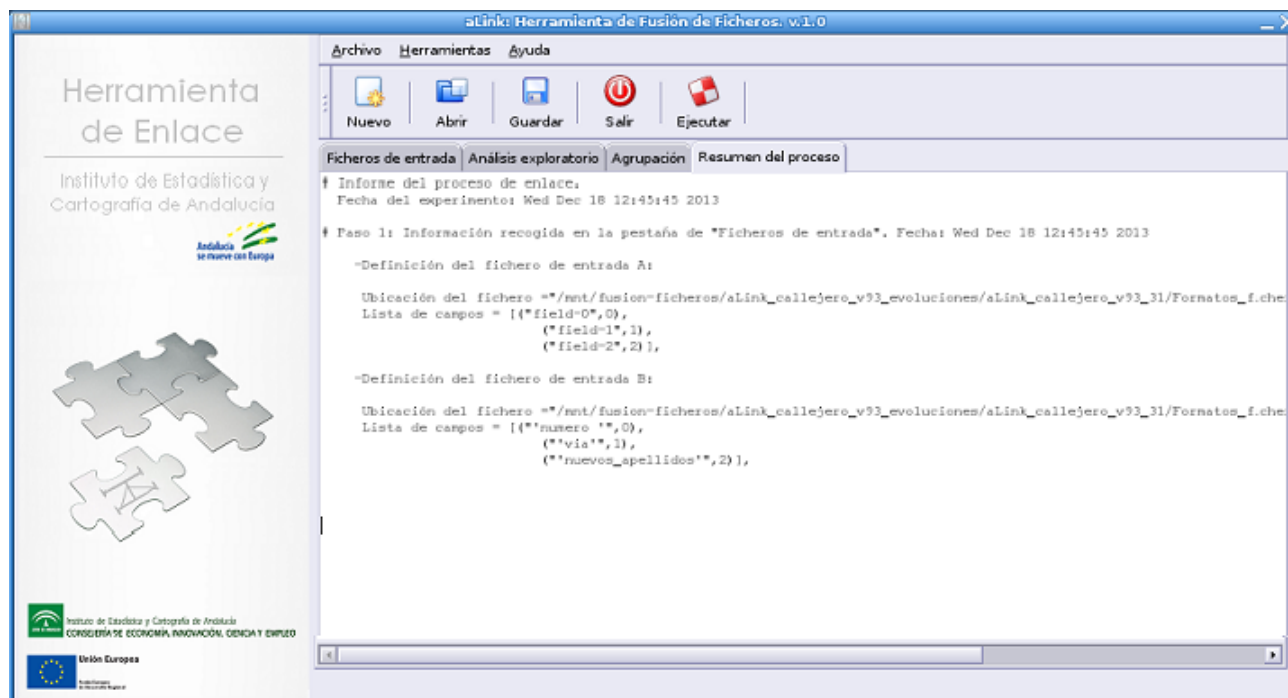 aLink: Herramienta de Fusión de Ficheros. v.1.0
Archivo Herramientas Ayuda
Nuevo Abrir Guardar Salir Ejecutar
Ficheros de entrada Análisis exploratorio Agrupación Resumen del proceso
Herramienta
de Enlace
Instituto de Estadística y
Cartografía de Andalucía
Andalucía
se mueve con Europa
# Informe del proceso de enlace.
Fecha del experimento: Wed Dec 18 12:45:45 2013
# Paso 1: Información recogida en la pestaña de "Ficheros de entrada". Fecha: Wed Dec 18 12:45:45 2013
-Definición del fichero de entrada A:
Ubicación del fichero ="/mnt/fusion-ficheros/aLink_callejero_v93_evoluciones/aLink_callejero_v93_31/Formatos_f.che
Lista de campos = [("field-0",0),
("field-1",1),
("field-2",2)],
-Definición del fichero de entrada B:
Ubicación del fichero ="/mnt/fusion-ficheros/aLink_callejero_v93_evoluciones/aLink_callejero_v93_31/Formatos_f.che
Lista de campos = [("'numero '",0),
("'via'",1),
("'nuevos_apellidos'",2)],
Instituto de Estadística y Cartografía de Andalucía
CONSEJERÍA DE ECONOMÍA, INNOVACIÓN, CIENCIA Y EMPLEO
Unión Europea